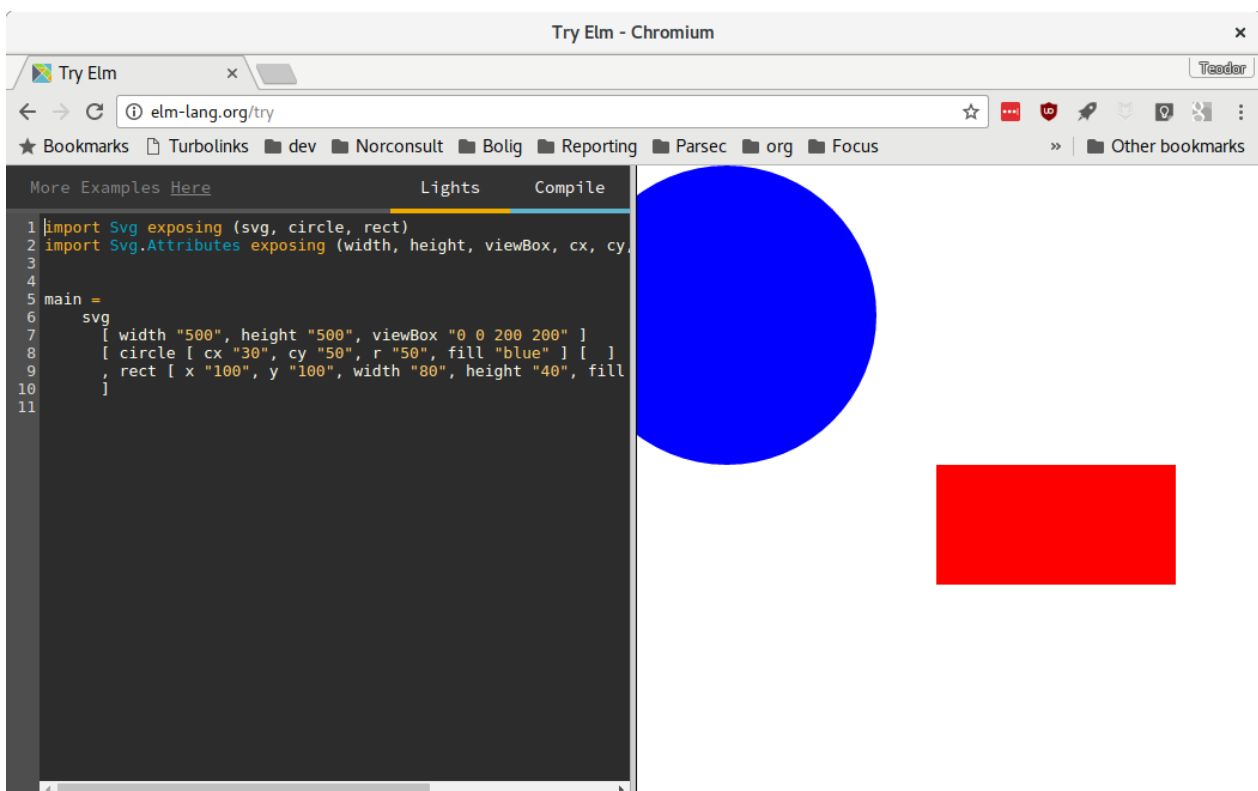 Try Elm - Chromium
Try Elm
Teodor
elm-lang.org/try
Bookmarks Turbolinks dev Norconsult Bolig Reporting Parsec org Focus » Other bookmarks
More Examples Here Lights Compile
1 import Svg exposing (svg, circle, rect)
2 import Svg.Attributes exposing (width, height, viewBox, cx, cy,
3
4
5 main =
6 svg
7 [ width "500", height "500", viewBox "0 0 200 200" ]
8 [ circle [ cx "30", cy "50", r "50", fill "blue" ] [  ]
9 , rect [ x "100", y "100", width "80", height "40", fill
10 ]
11